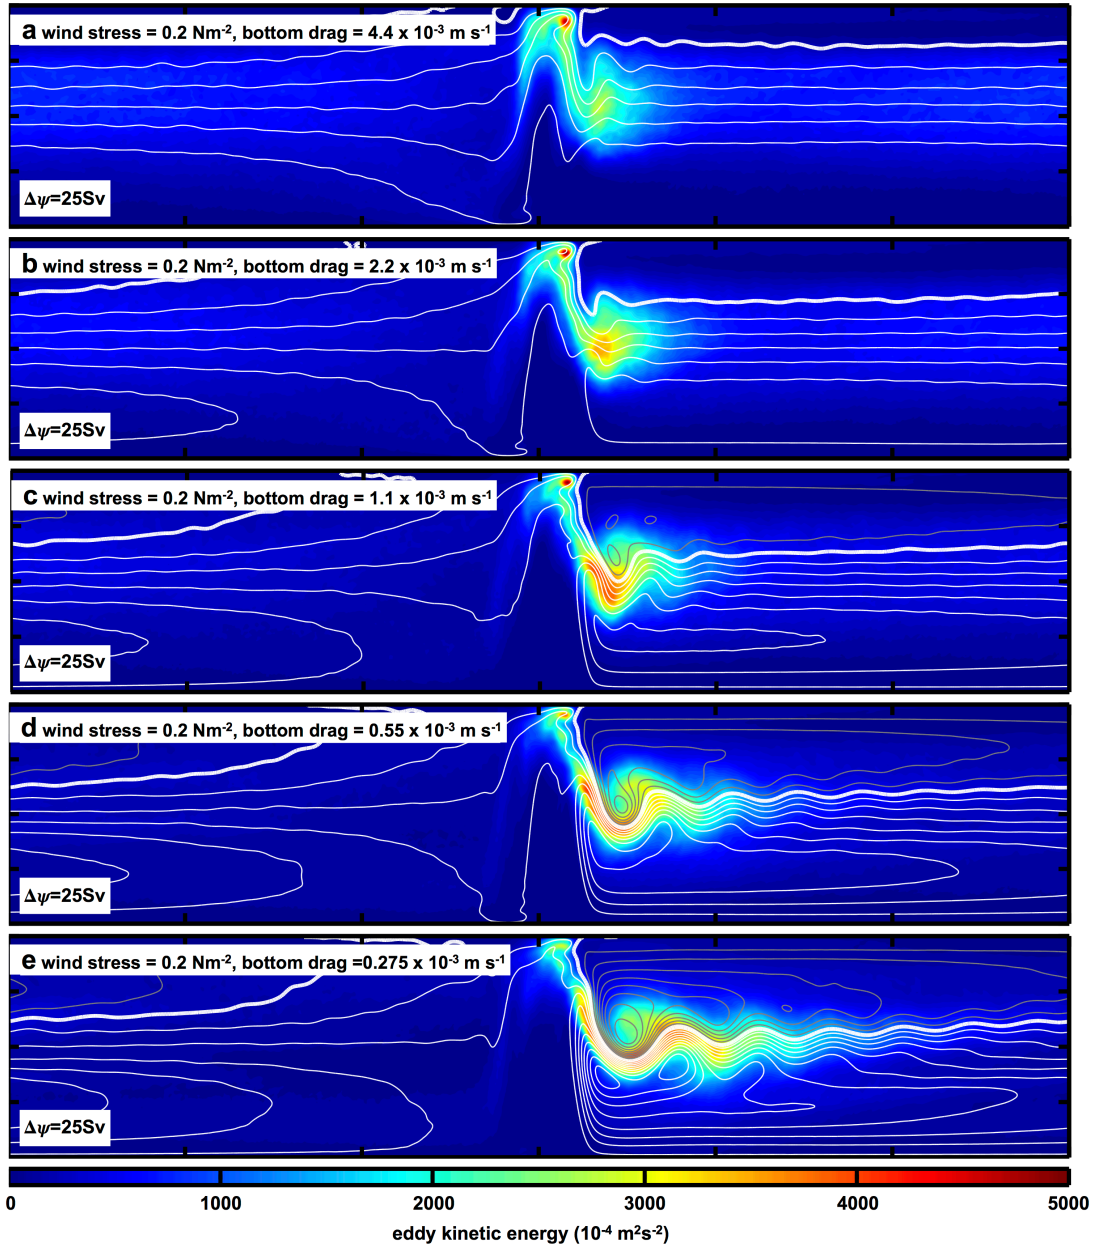 a wind stress = 0.2 Nm⁻², bottom drag = 4.4 x 10⁻³ m s⁻¹
Δψ=25Sv
b wind stress = 0.2 Nm⁻², bottom drag = 2.2 x 10⁻³ m s⁻¹
Δψ=25Sv
c wind stress = 0.2 Nm⁻², bottom drag = 1.1 x 10⁻³ m s⁻¹
Δψ=25Sv
d wind stress = 0.2 Nm⁻², bottom drag = 0.55 x 10⁻³ m s⁻¹
Δψ=25Sv
e wind stress = 0.2 Nm⁻², bottom drag =0.275 x 10⁻³ m s⁻¹
Δψ=25Sv
0 1000 2000 3000 4000 5000
eddy kinetic energy (10⁻⁴ m²s⁻²)